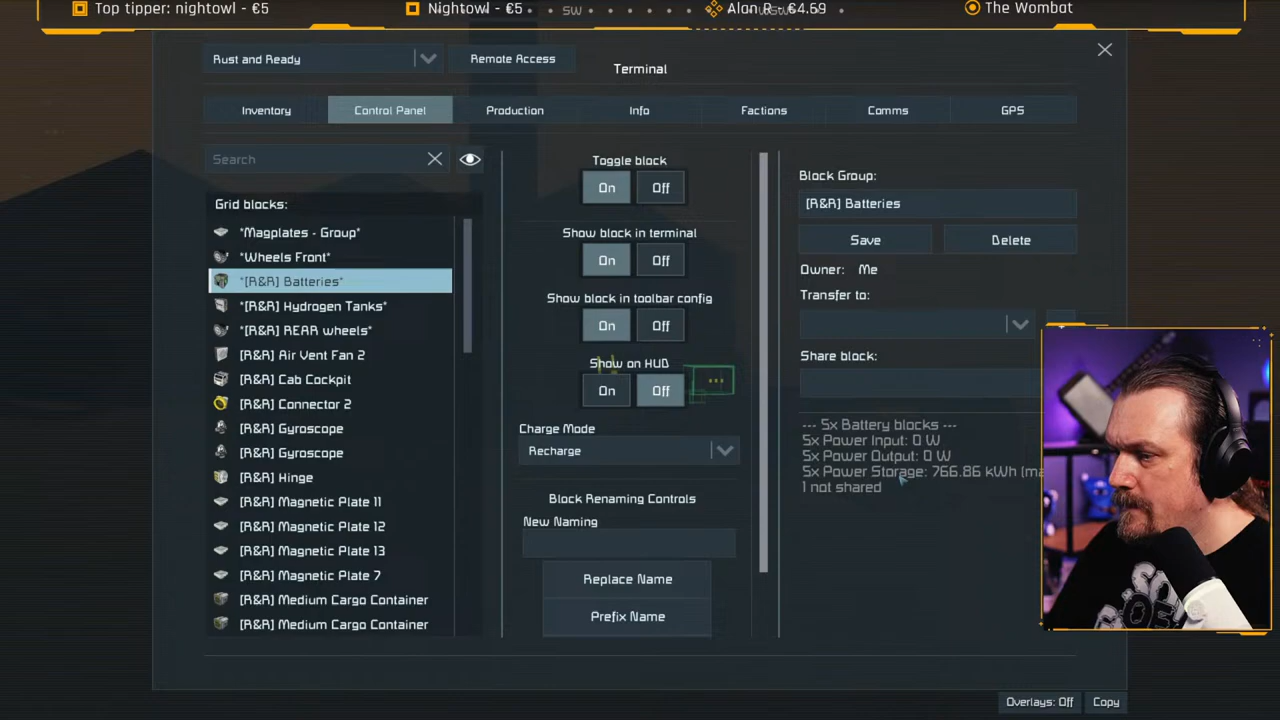 Top tipper: nightowl - €5
Nightowl - €5
SW
Alan R - €4.69
WSW
The Wombat
Rust and Ready
Remote Access
Terminal
Inventory
Control Panel
Production
Info
Factions
Comms
GPS
Search
Grid blocks:
*Magplates - Group*
*Wheels Front*
*[R&R] Batteries*
*[R&R] Hydrogen Tanks*
*[R&R] REAR wheels*
[R&R] Air Vent Fan 2
[R&R] Cab Cockpit
[R&R] Connector 2
[R&R] Gyroscope
[R&R] Gyroscope
[R&R] Hinge
[R&R] Magnetic Plate 11
[R&R] Magnetic Plate 12
[R&R] Magnetic Plate 13
[R&R] Magnetic Plate 7
[R&R] Medium Cargo Container
[R&R] Medium Cargo Container
Toggle block
On Off
Show block in terminal
On Off
Show block in toolbar config
On Off
Show on HUD
On Off
...
Charge Mode
Recharge
Block Renaming Controls
New Naming
Replace Name
Prefix Name
Block Group:
[R&R] Batteries
Save Delete
Owner: Me
Transfer to:
Share block:
--- 5x Battery blocks ---
5x Power Input: 0 W
5x Power Output: 0 W
5x Power Storage: 766.86 kWh (ma
1 not shared
Overlays: Off
Copy